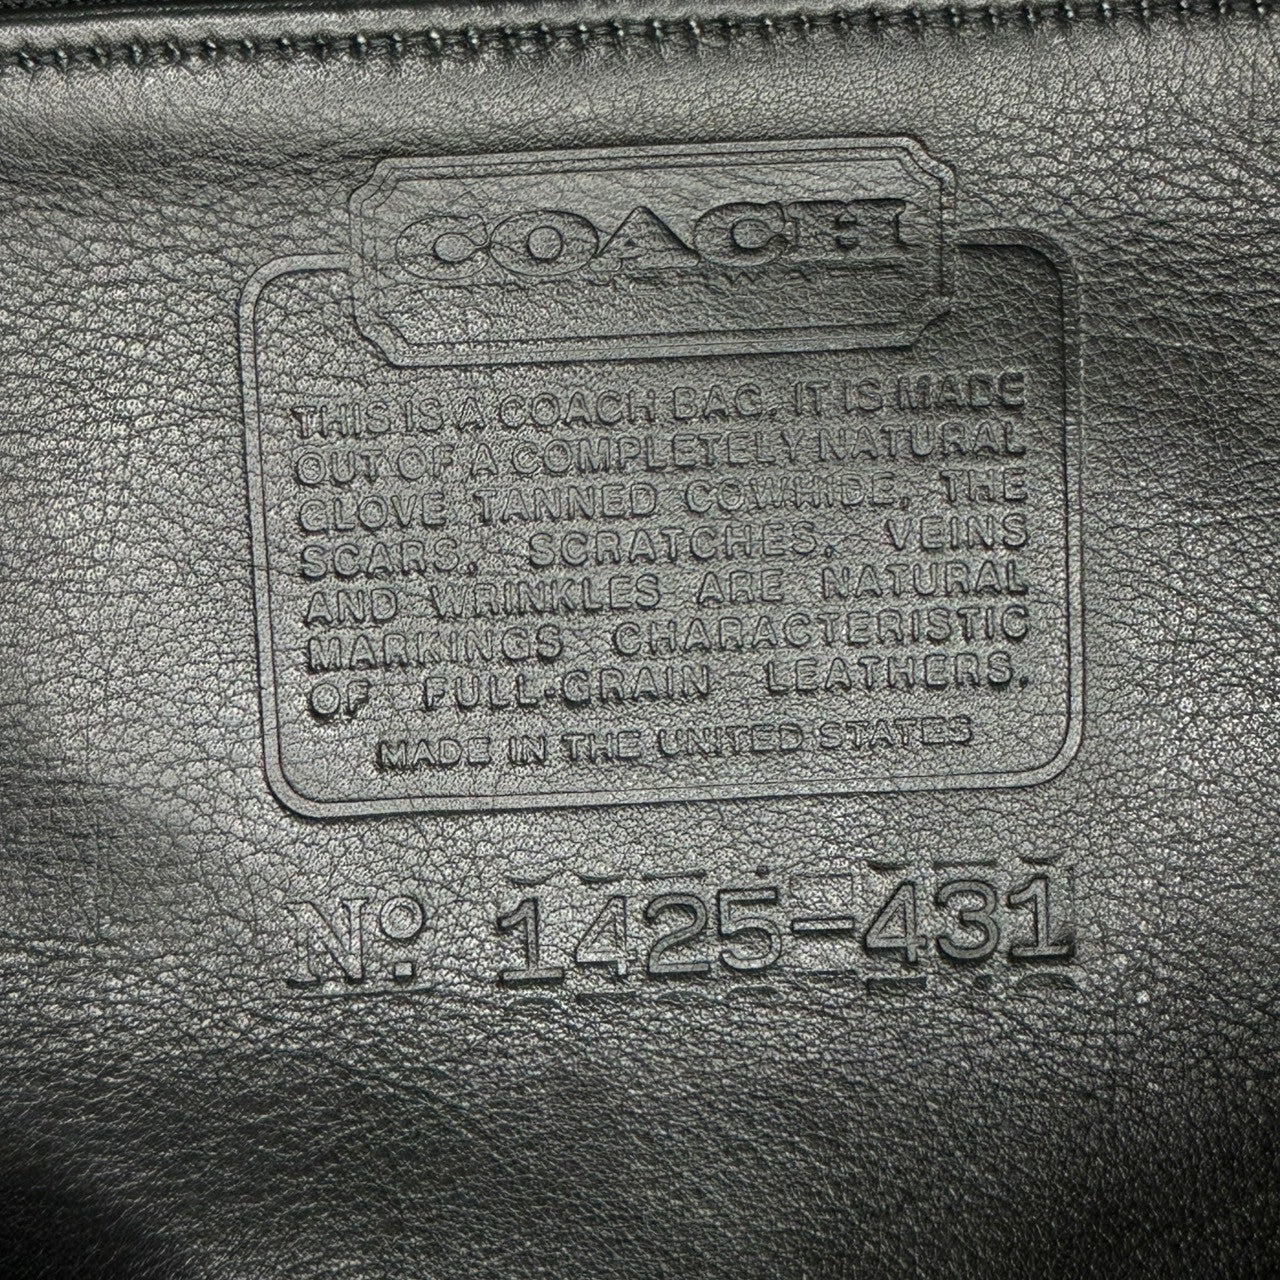 COACH
THIS IS A COACH BAG. IT IS MADE
OUT OF A COMPLETELY NATURAL
GLOVE TANNED COWHIDE, THE
SCARS, SCRATCHES, VEINS
AND WRINKLES ARE NATURAL
MARKINGS CHARACTERISTIC
OF FULL-GRAIN LEATHERS.
MADE IN THE UNITED STATES
Nº 1425-431